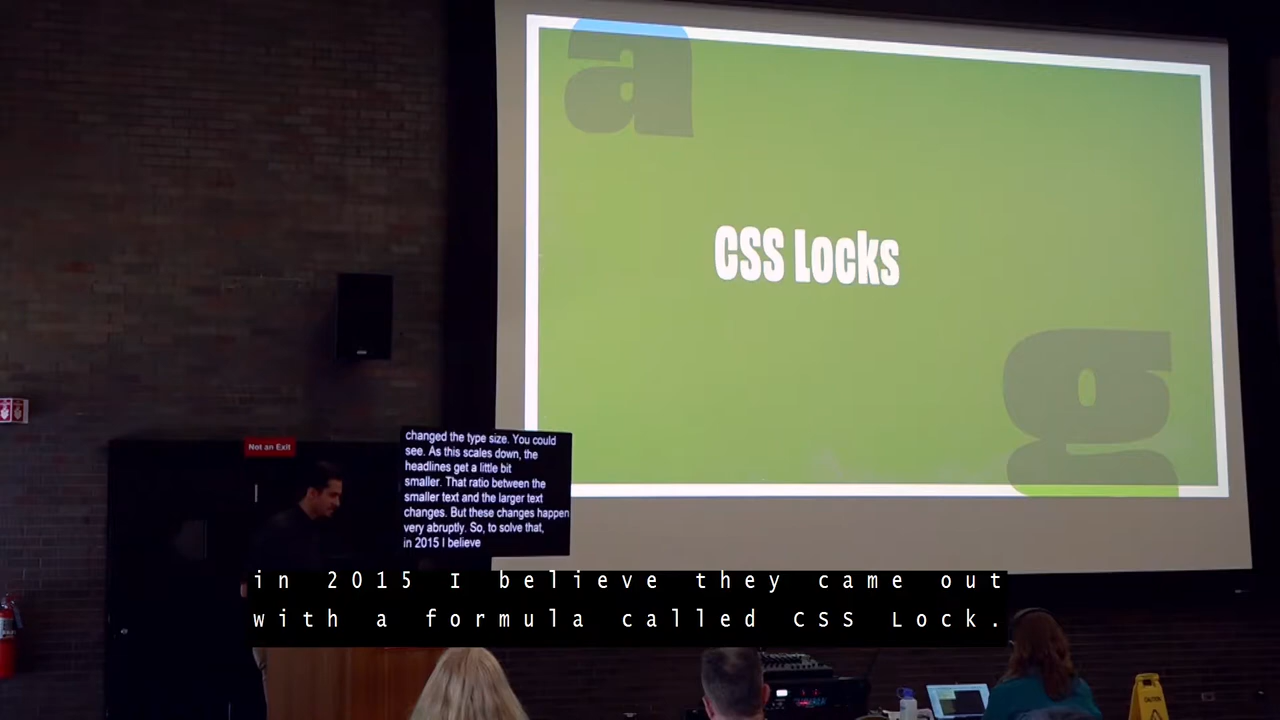 a
CSS Locks
g
Not an Exit
changed the type size. You could
see. As this scales down, the
headlines get a little bit
smaller. That ratio between the
smaller text and the larger text
changes. But these changes happen
very abruptly. So, to solve that,
in 2015 I believe
in 2015 I believe they came out
with a formula called CSS Lock.
CAUTION